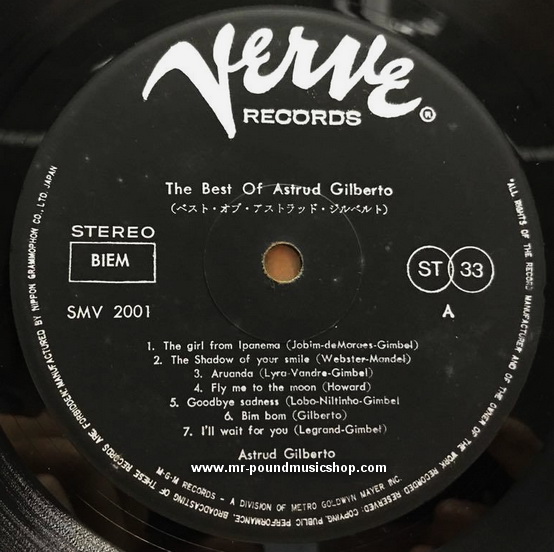 VERVE
RECORDS ®
The Best Of Astrud Gilberto
(ベスト・オブ・アストラッド・ジルベルト)
STEREO
BIEM
SMV 2001
ST 33
A
1. The girl from Ipanema (Jobim-deMoraes-Gimbel)
2. The Shadow of your smile (Webster-Mandel)
3. Aruanda (Lyra-Vandre-Gimbel)
4. Fly me to the moon (Howard)
5. Goodbye sadness (Lobo-Niltinho-Gimbel
6. Bim bom (Gilberto)
7. I'll wait for you (Legrand-Gimbel)
Astrud Gilberto
www.mr-poundmusicshop.com
M-G-M RECORDS - A DIVISION OF METRO GOLDWYN MAYER INC.
"ALL RIGHTS OF THE RECORD MANUFACTURER AND OF THE OWNER OF THE WORK RECORDED RESERVED. COPYING, PUBLIC PERFORMANCE, BROADCASTING OF THESE RECORDS ARE FORBIDDEN: MANUFACTURED BY NIPPON GRAMMOPHON CO., LTD. JAPAN